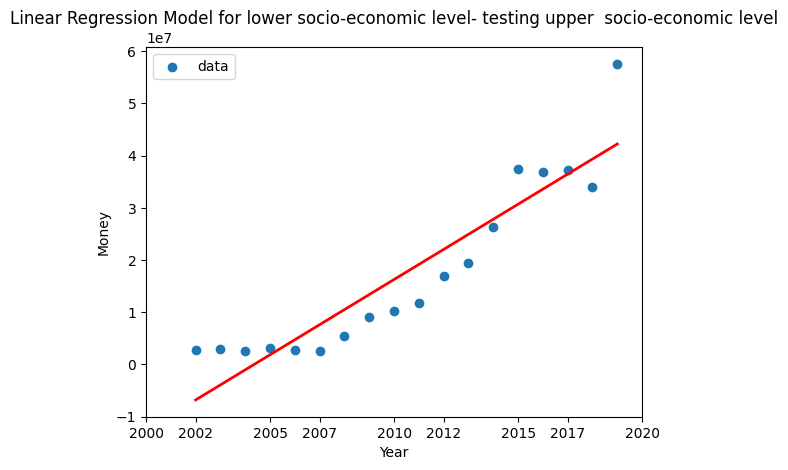 Linear Regression Model for lower socio-economic level- testing upper  socio-economic level
1e7
data
6
5
4
3
2
1
0
−1
Money
2000 2002 2005 2007 2010 2012 2015 2017 2020
Year